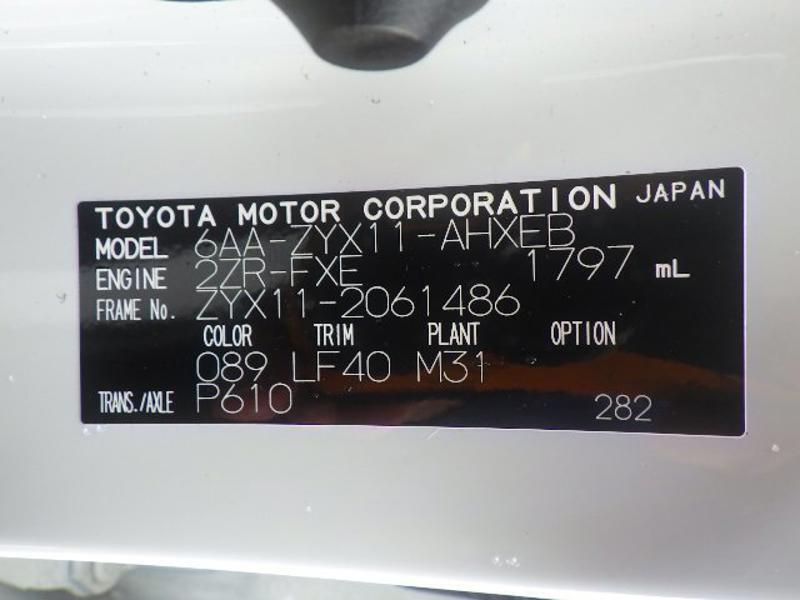 TOYOTA MOTOR CORPORATION JAPAN
MODEL 6AA-ZYX11-AHXEB
ENGINE 2ZR-FXE 1797 mL
FRAME No. ZYX11-2061486
COLOR TRIM PLANT OPTION
089 LF40 M31
TRANS./AXLE P610 282